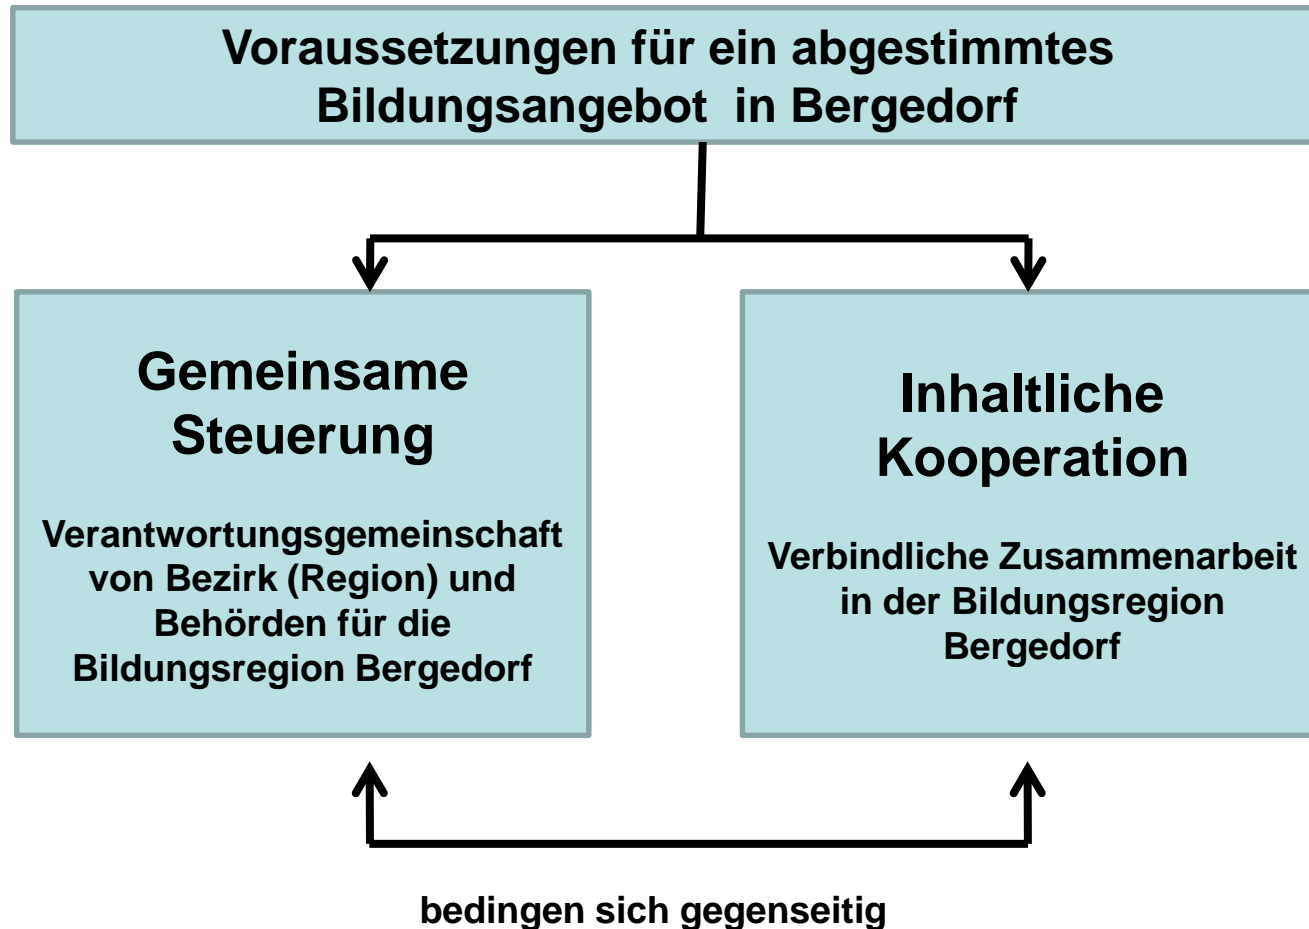 Voraussetzungen für ein abgestimmtes
Bildungsangebot in Bergedorf
Gemeinsame
Steuerung
Verantwortungsgemeinschaft
von Bezirk (Region) und
Behörden für die
Bildungsregion Bergedorf
Inhaltliche
Kooperation
Verbindliche Zusammenarbeit
in der Bildungsregion
Bergedorf
bedingen sich gegenseitig